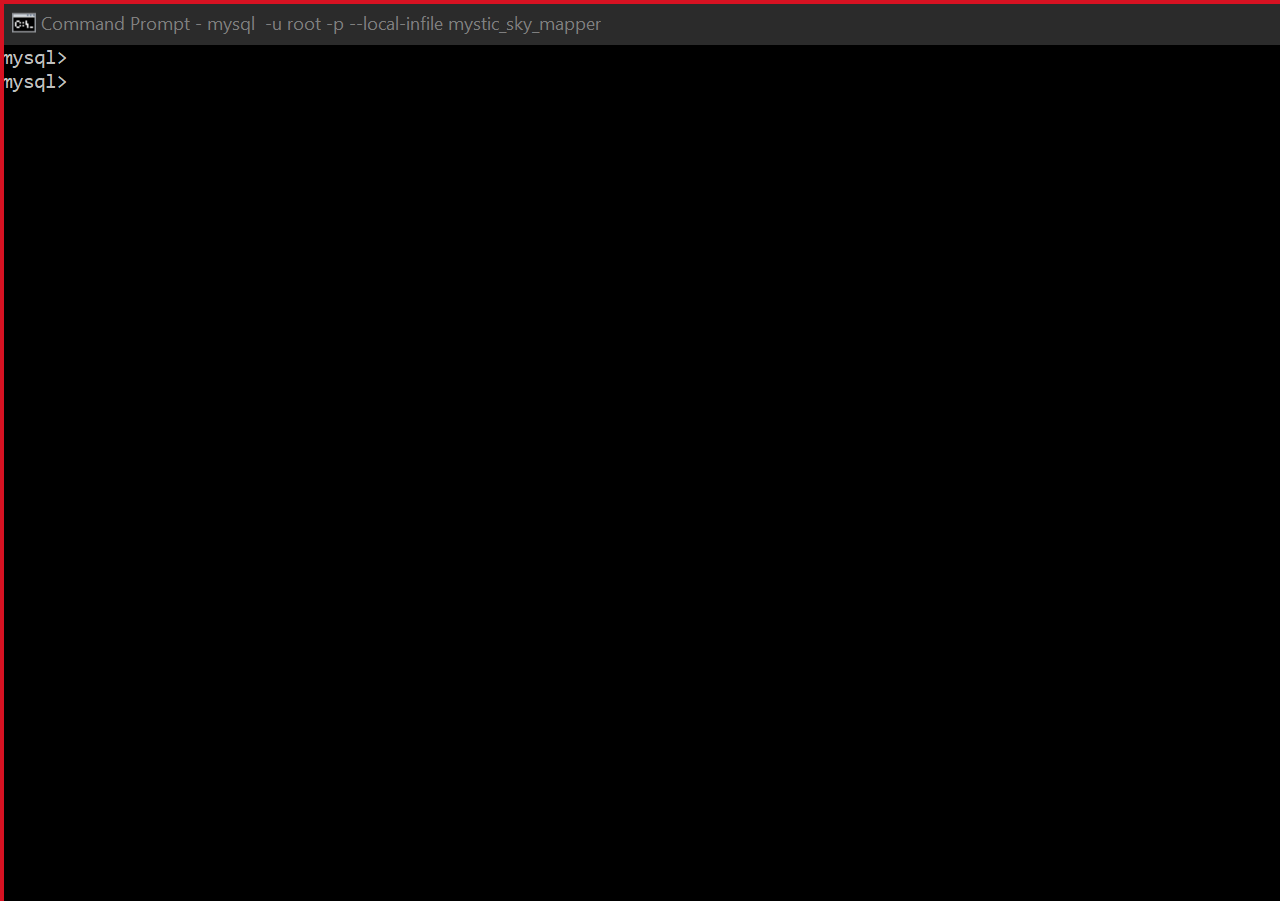 Command Prompt - mysql  -u root -p --local-infile mystic_sky_mapper
mysql>
mysql>